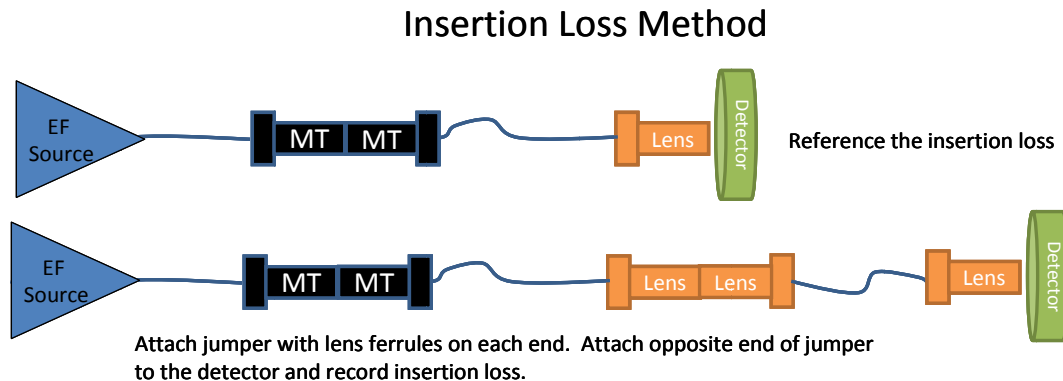 Insertion Loss Method
EF
Source
MT
MT
Lens
Detector
Reference the insertion loss
EF
Source
MT
MT
Lens
Lens
Lens
Detector
Attach jumper with lens ferrules on each end.  Attach opposite end of jumper
to the detector and record insertion loss.